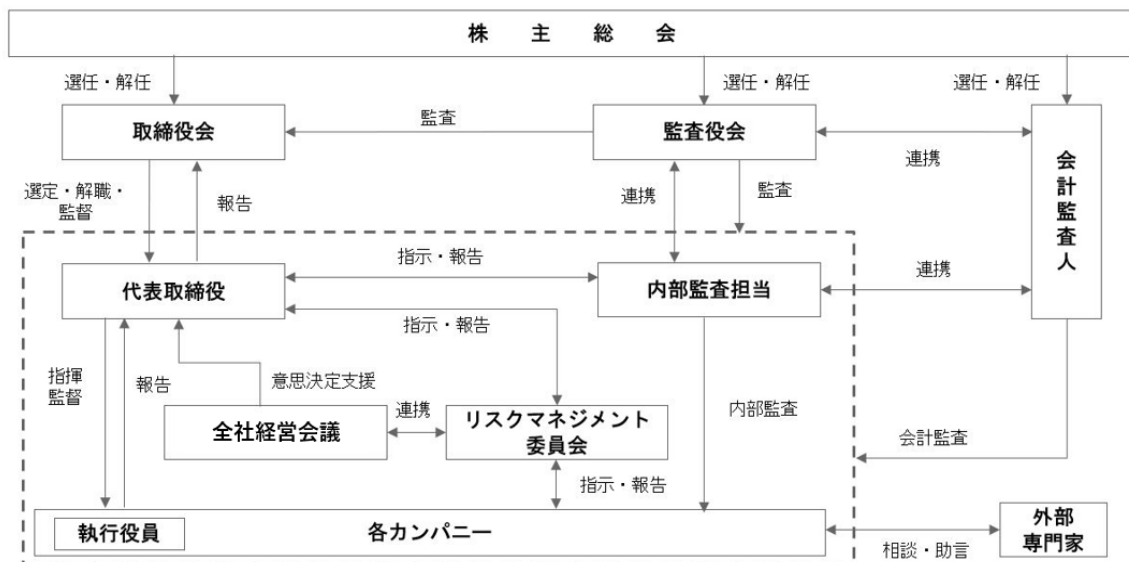 株主総会
選任・解任
選任・解任
選任・解任
取締役会
監査
監査役会
連携
会計監査人
選定・解職・
監督
報告
連携
監査
指示・報告
代表取締役
内部監査担当
連携
指示・報告
指揮
監督
報告
意思決定支援
全社経営会議
連携
リスクマネジメント
委員会
内部監査
会計監査
指示・報告
執行役員
各カンパニー
外部
専門家
相談・助言